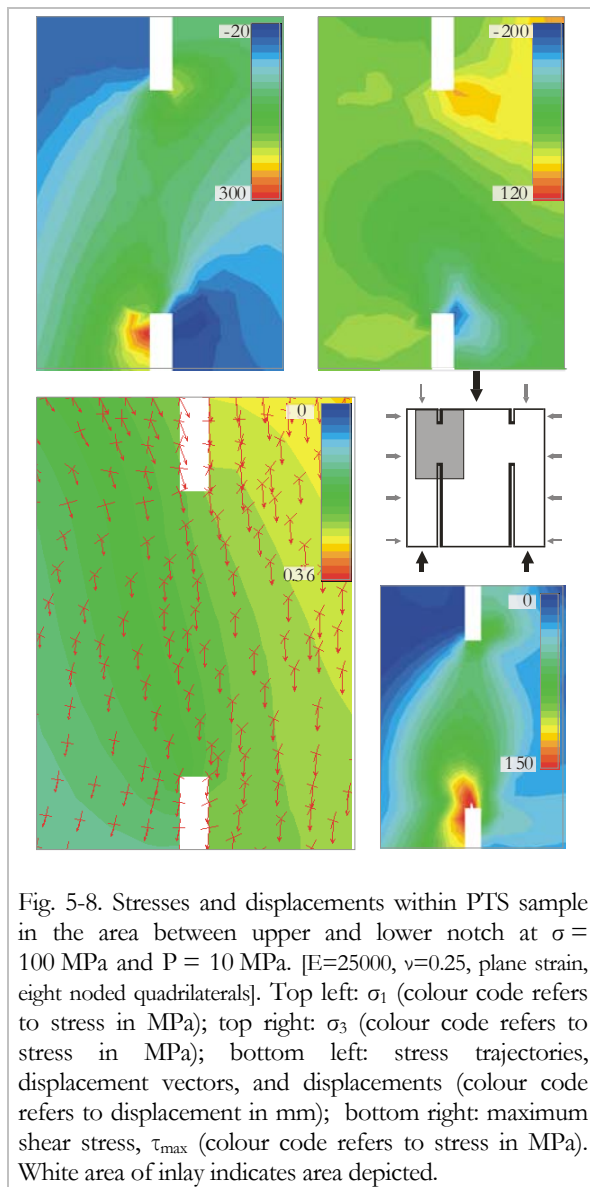 -20
300
-200
120
0
0.36
0
150
Fig. 5-8. Stresses and displacements within PTS sample
in the area between upper and lower notch at σ =
100 MPa and P = 10 MPa. [E=25000, ν=0.25, plane strain,
eight noded quadrilaterals]. Top left: σ₁ (colour code refers
to stress in MPa); top right: σ₃ (colour code refers to
stress in MPa); bottom left: stress trajectories,
displacement vectors, and displacements (colour code
refers to displacement in mm); bottom right: maximum
shear stress, τmax (colour code refers to stress in MPa).
White area of inlay indicates area depicted.